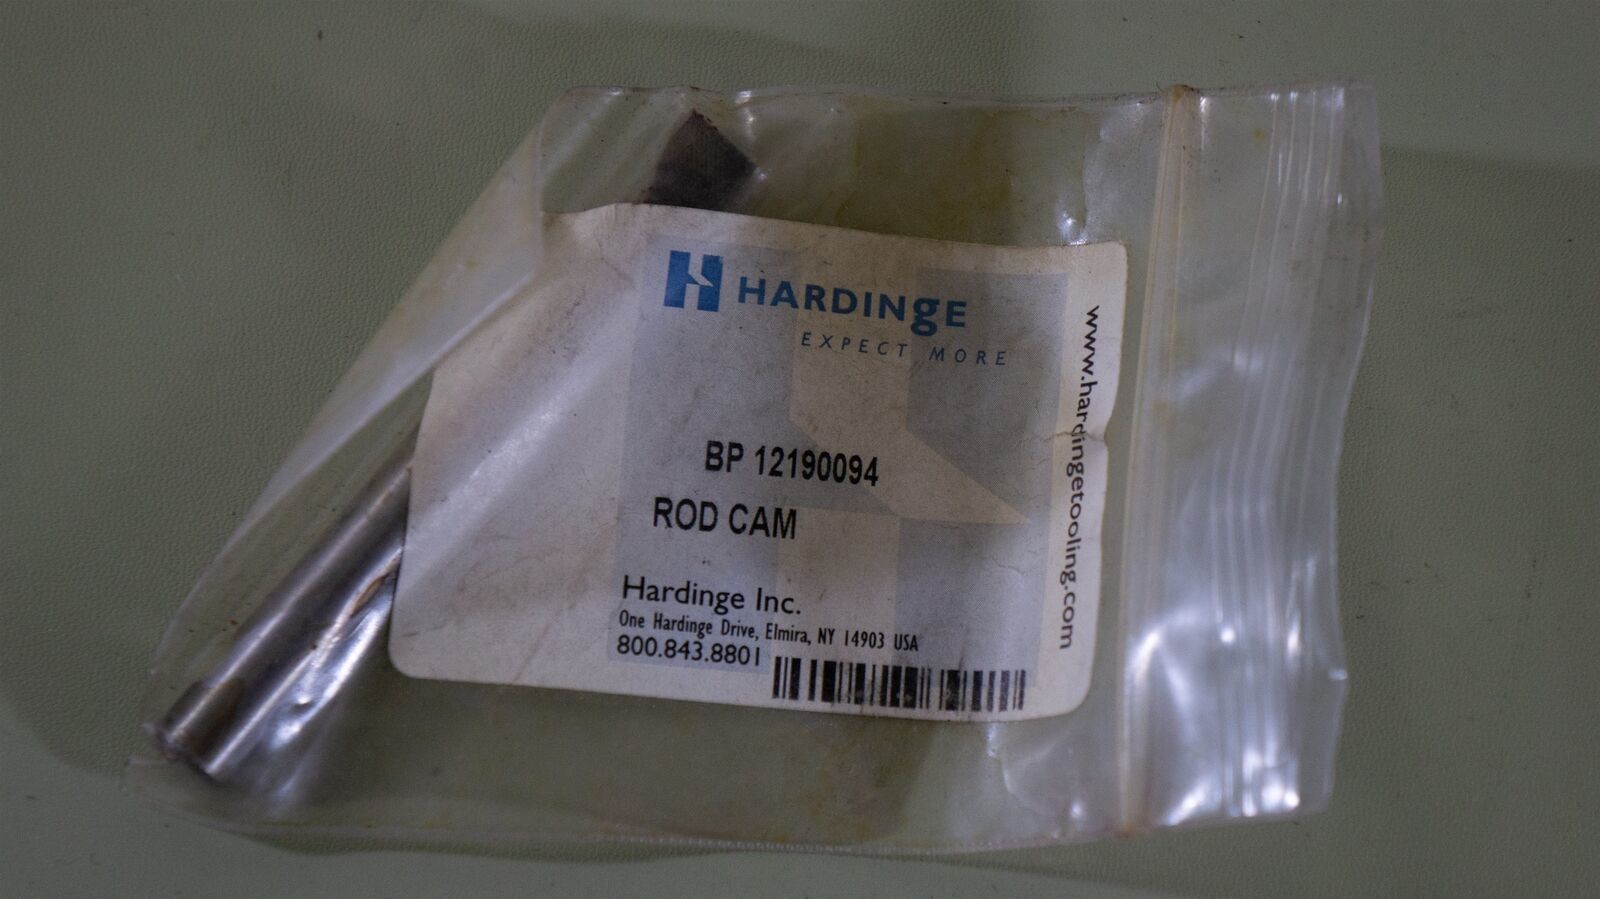 HARDINgE
EXPECT MORE
BP 12190094
ROD CAM
Hardinge Inc.
One Hardinge Drive, Elmira, NY 14903 USA
800.843.8801
www.hardingetooling.com